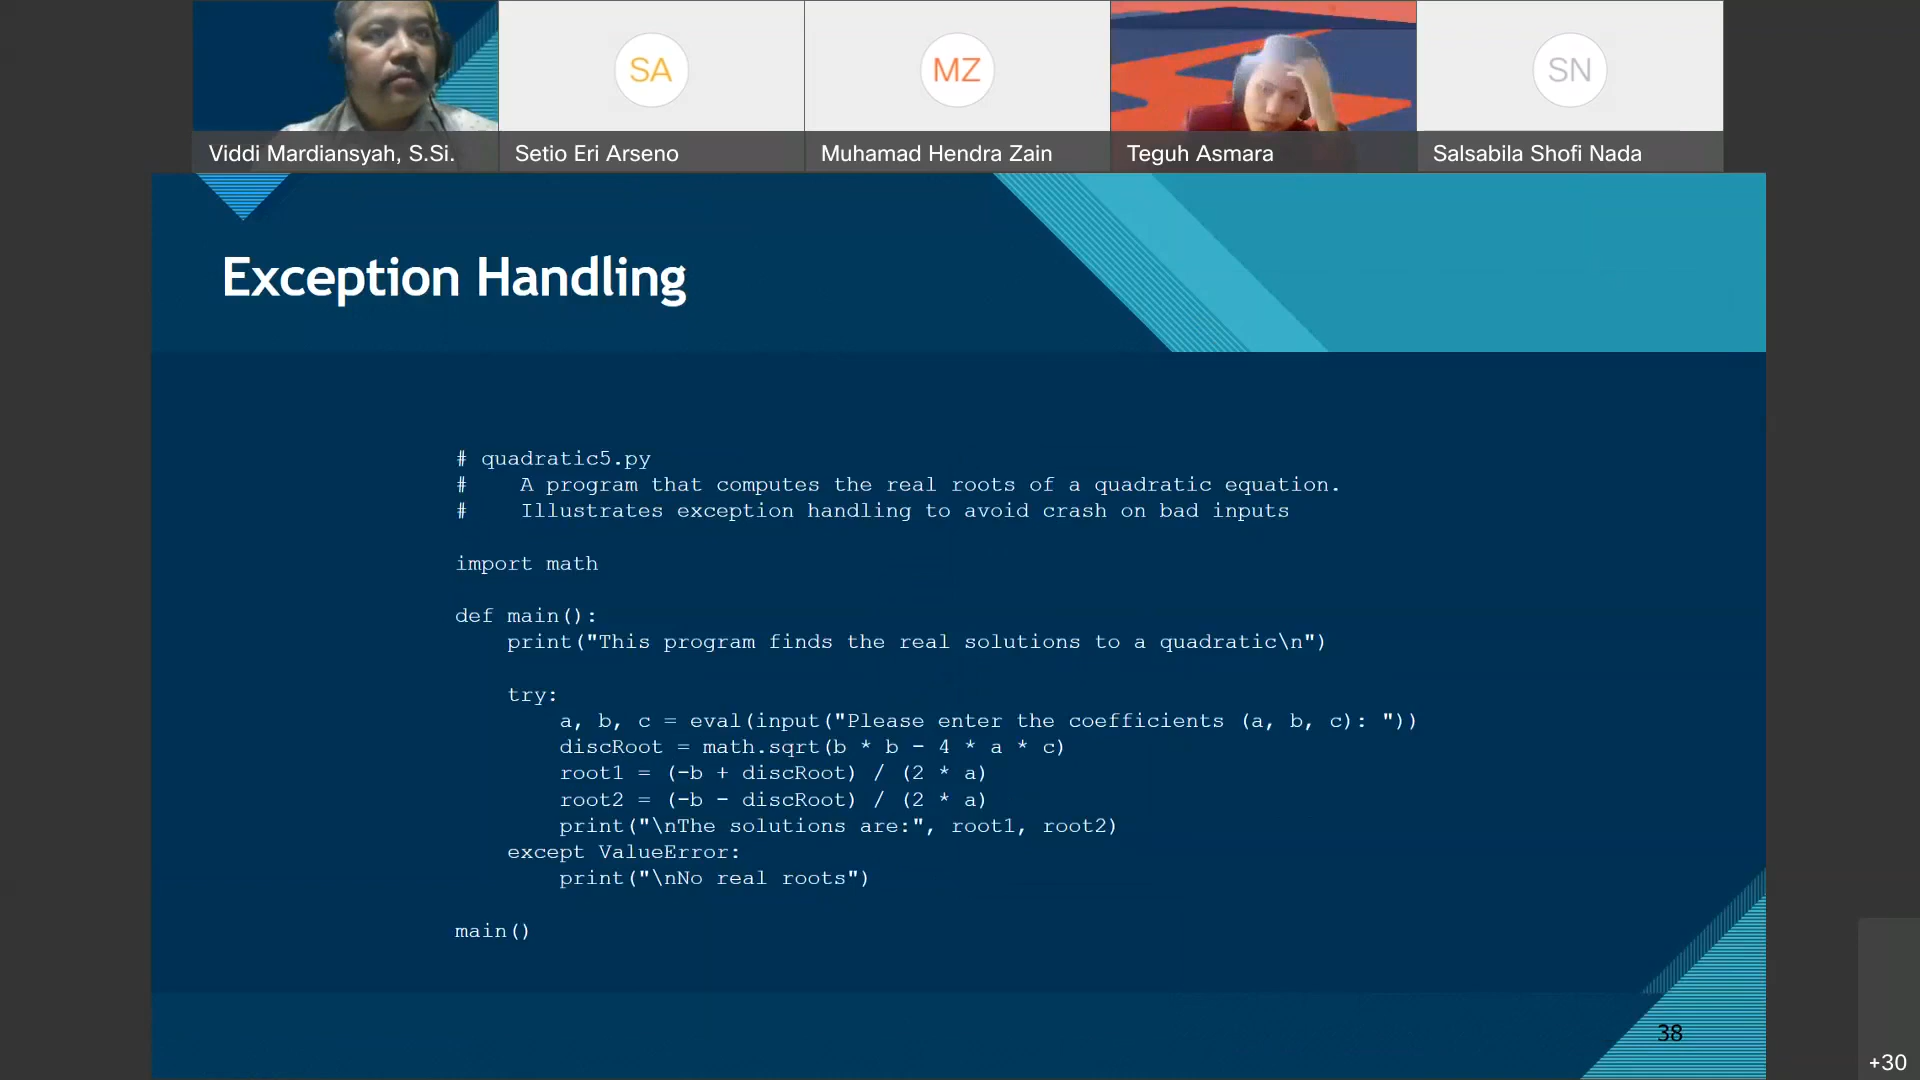 SA
MZ
SN
Viddi Mardiansyah, S.Si.
Setio Eri Arseno
Muhamad Hendra Zain
Teguh Asmara
Salsabila Shofi Nada
Exception Handling
# quadratic5.py
#    A program that computes the real roots of a quadratic equation.
#    Illustrates exception handling to avoid crash on bad inputs
import math
def main():
    print("This program finds the real solutions to a quadratic\n")
    try:
        a, b, c = eval(input("Please enter the coefficients (a, b, c): "))
        discRoot = math.sqrt(b * b - 4 * a * c)
        root1 = (-b + discRoot) / (2 * a)
        root2 = (-b - discRoot) / (2 * a)
        print("\nThe solutions are:", root1, root2)
    except ValueError:
        print("\nNo real roots")
main()
38
+30